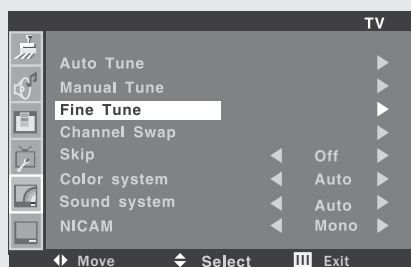 TV
Auto Tune
Manual Tune
Fine Tune
Channel Swap
Skip Off
Color system Auto
Sound system Auto
NICAM Mono
Move Select Exit